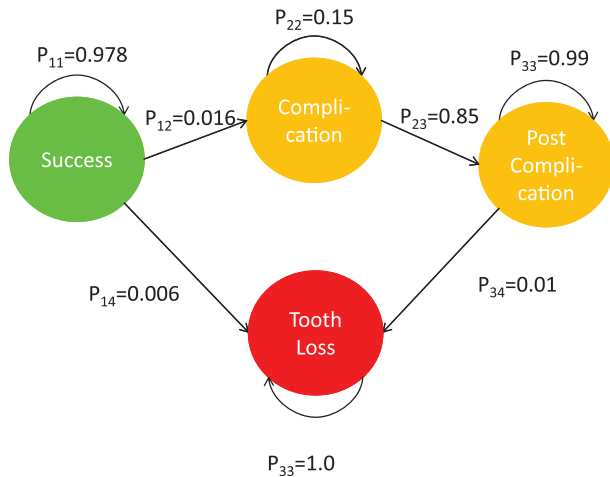 P22=0.15
P11=0.978
P33=0.99
Compli-
cation
P12=0.016
P23=0.85
Success
Post
Compli-
cation
P14=0.006
P34=0.01
Tooth
Loss
P33=1.0